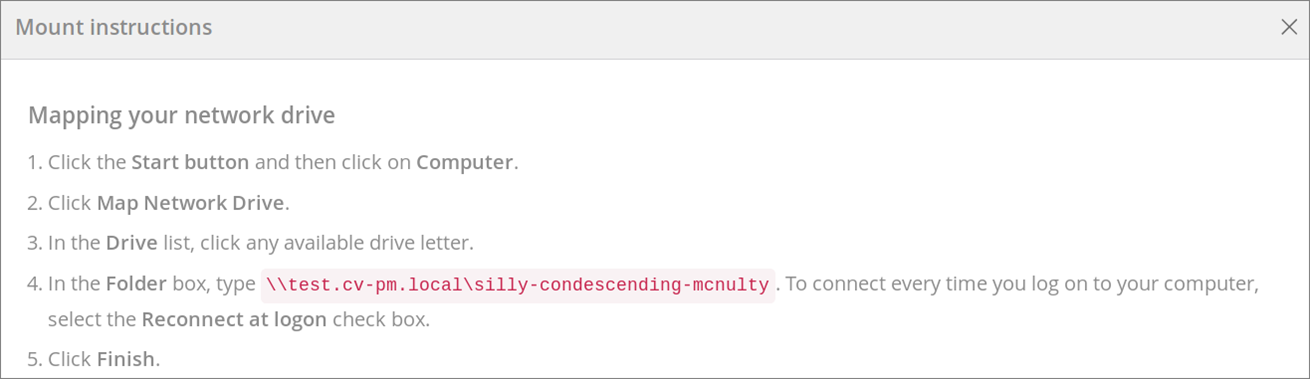 Mount instructions
Mapping your network drive
1. Click the Start button and then click on Computer.
2. Click Map Network Drive.
3. In the Drive list, click any available drive letter.
4. In the Folder box, type \\test.cv-pm.local\silly-condescending-mcnulty. To connect every time you log on to your computer,
select the Reconnect at logon check box.
5. Click Finish.